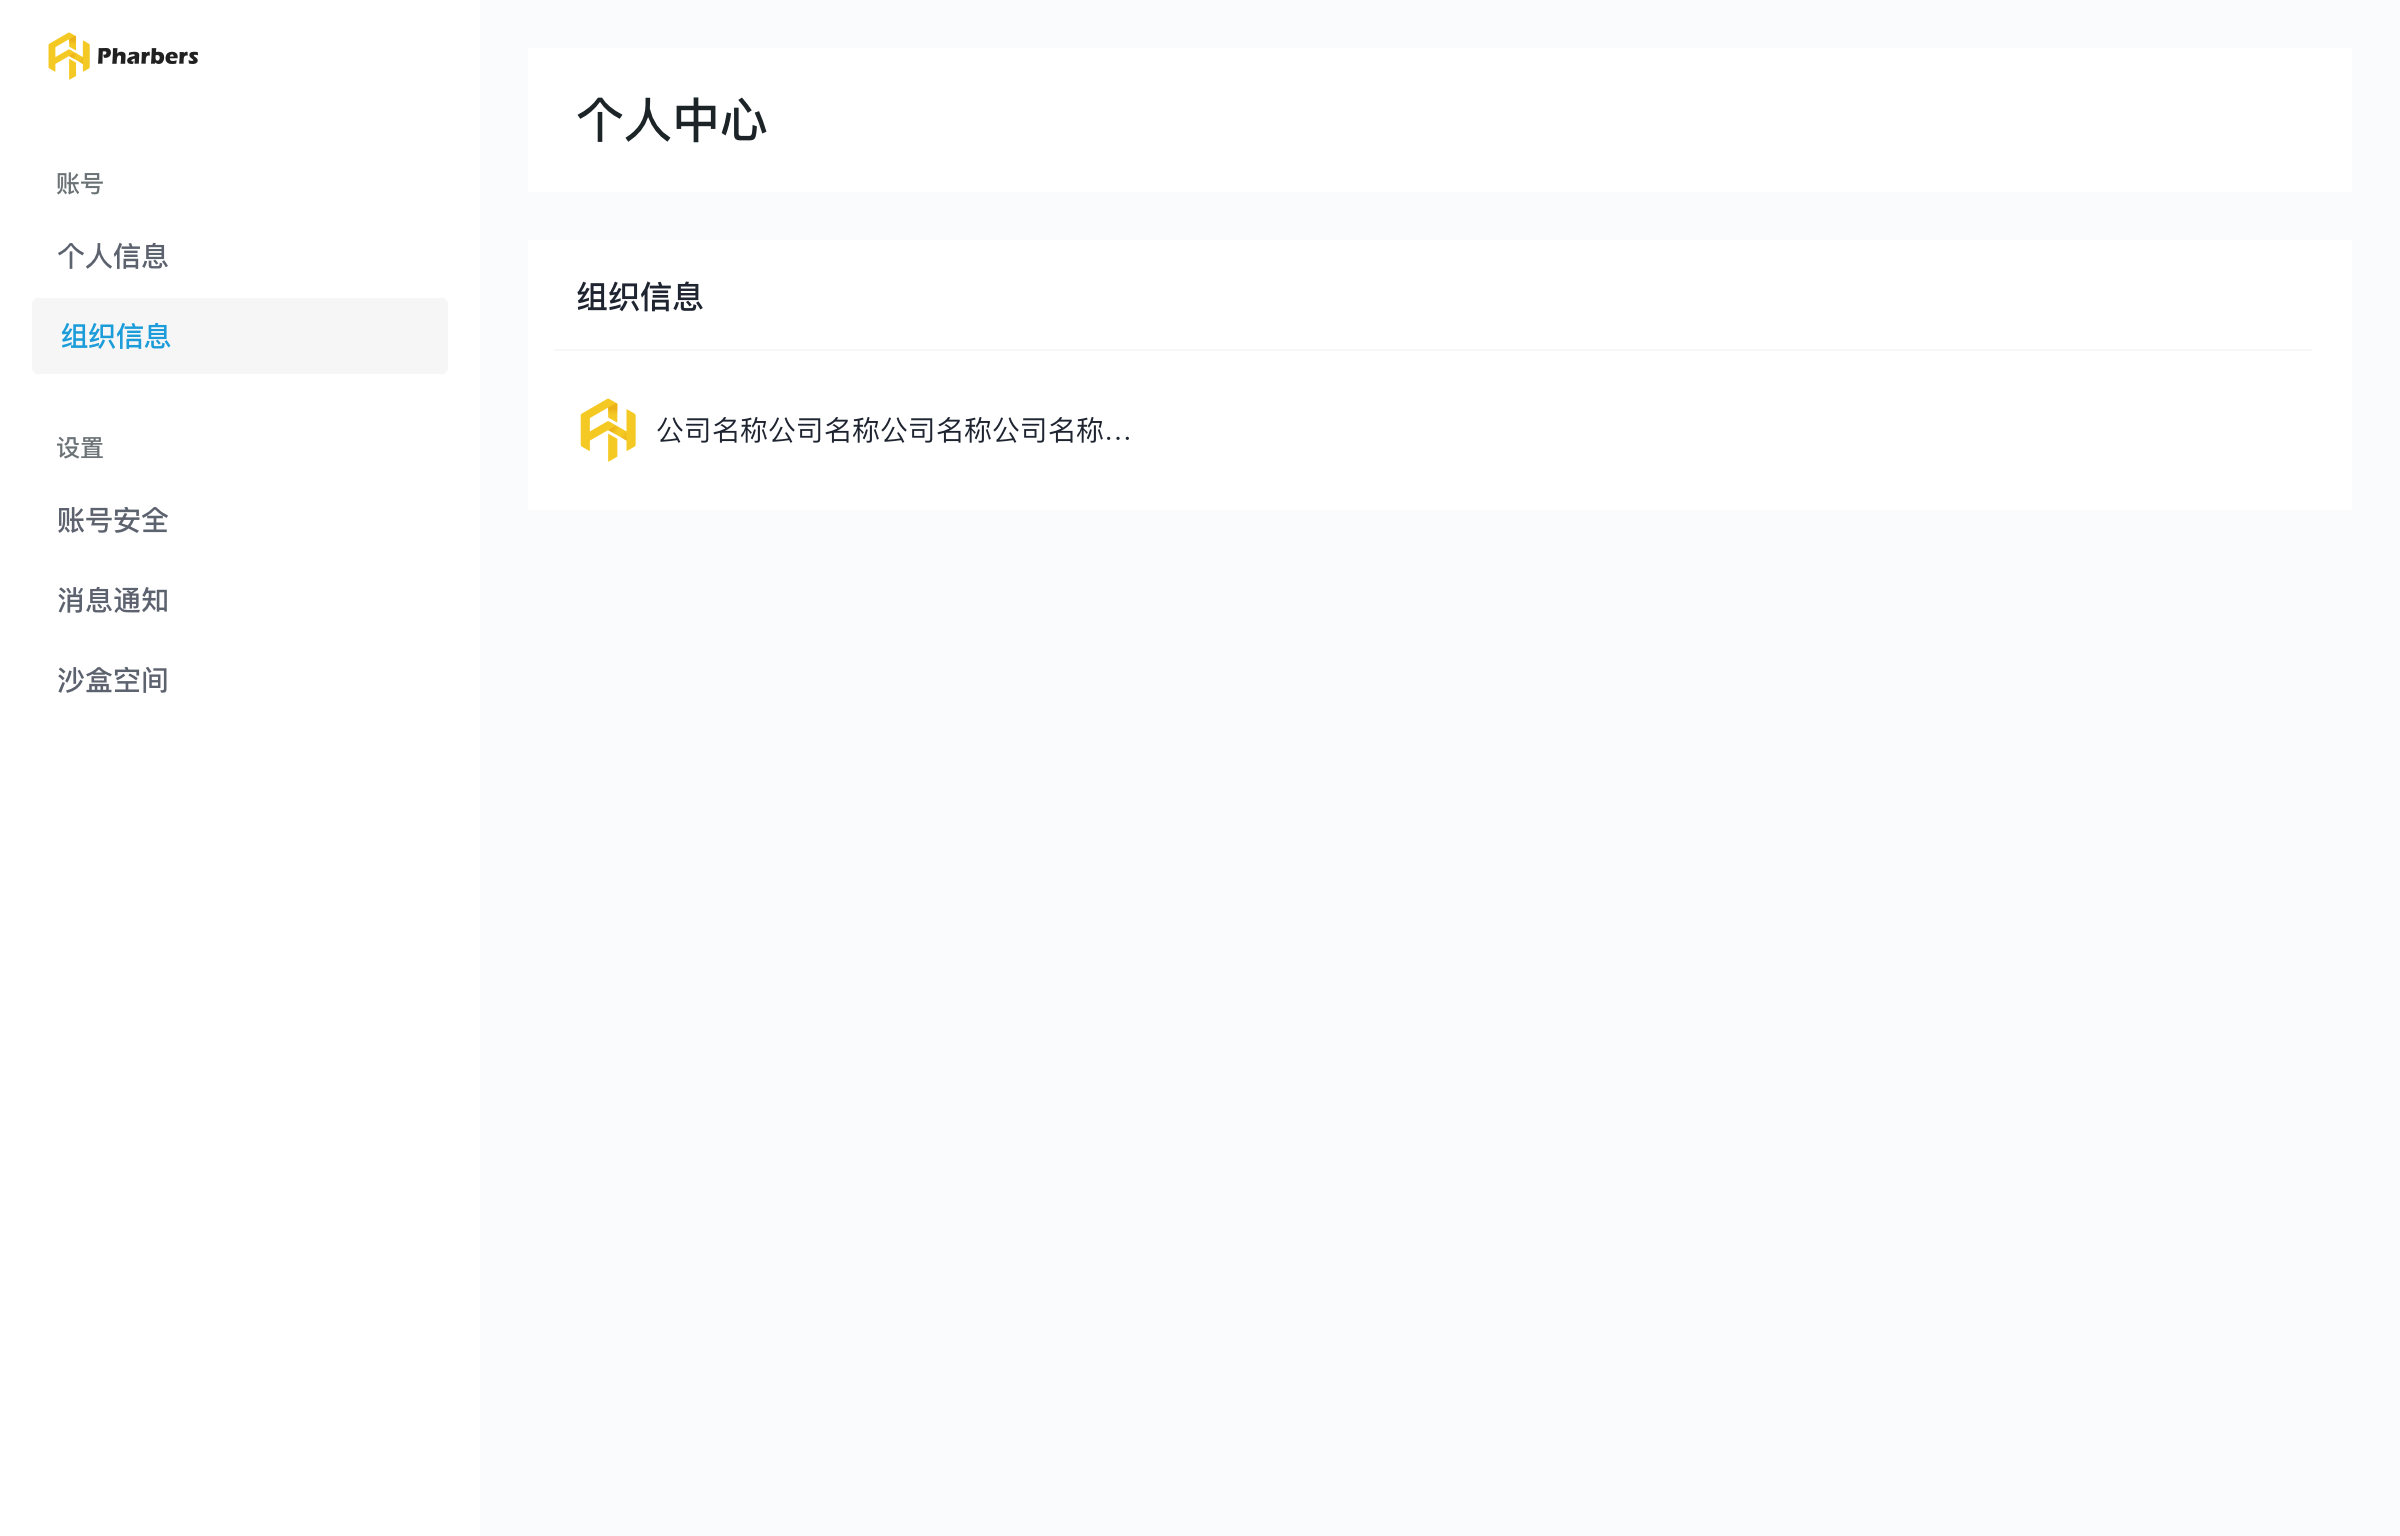 Pharbers
账号
个人信息
组织信息
设置
账号安全
消息通知
沙盒空间
个人中心
组织信息
公司名称公司名称公司名称公司名称...